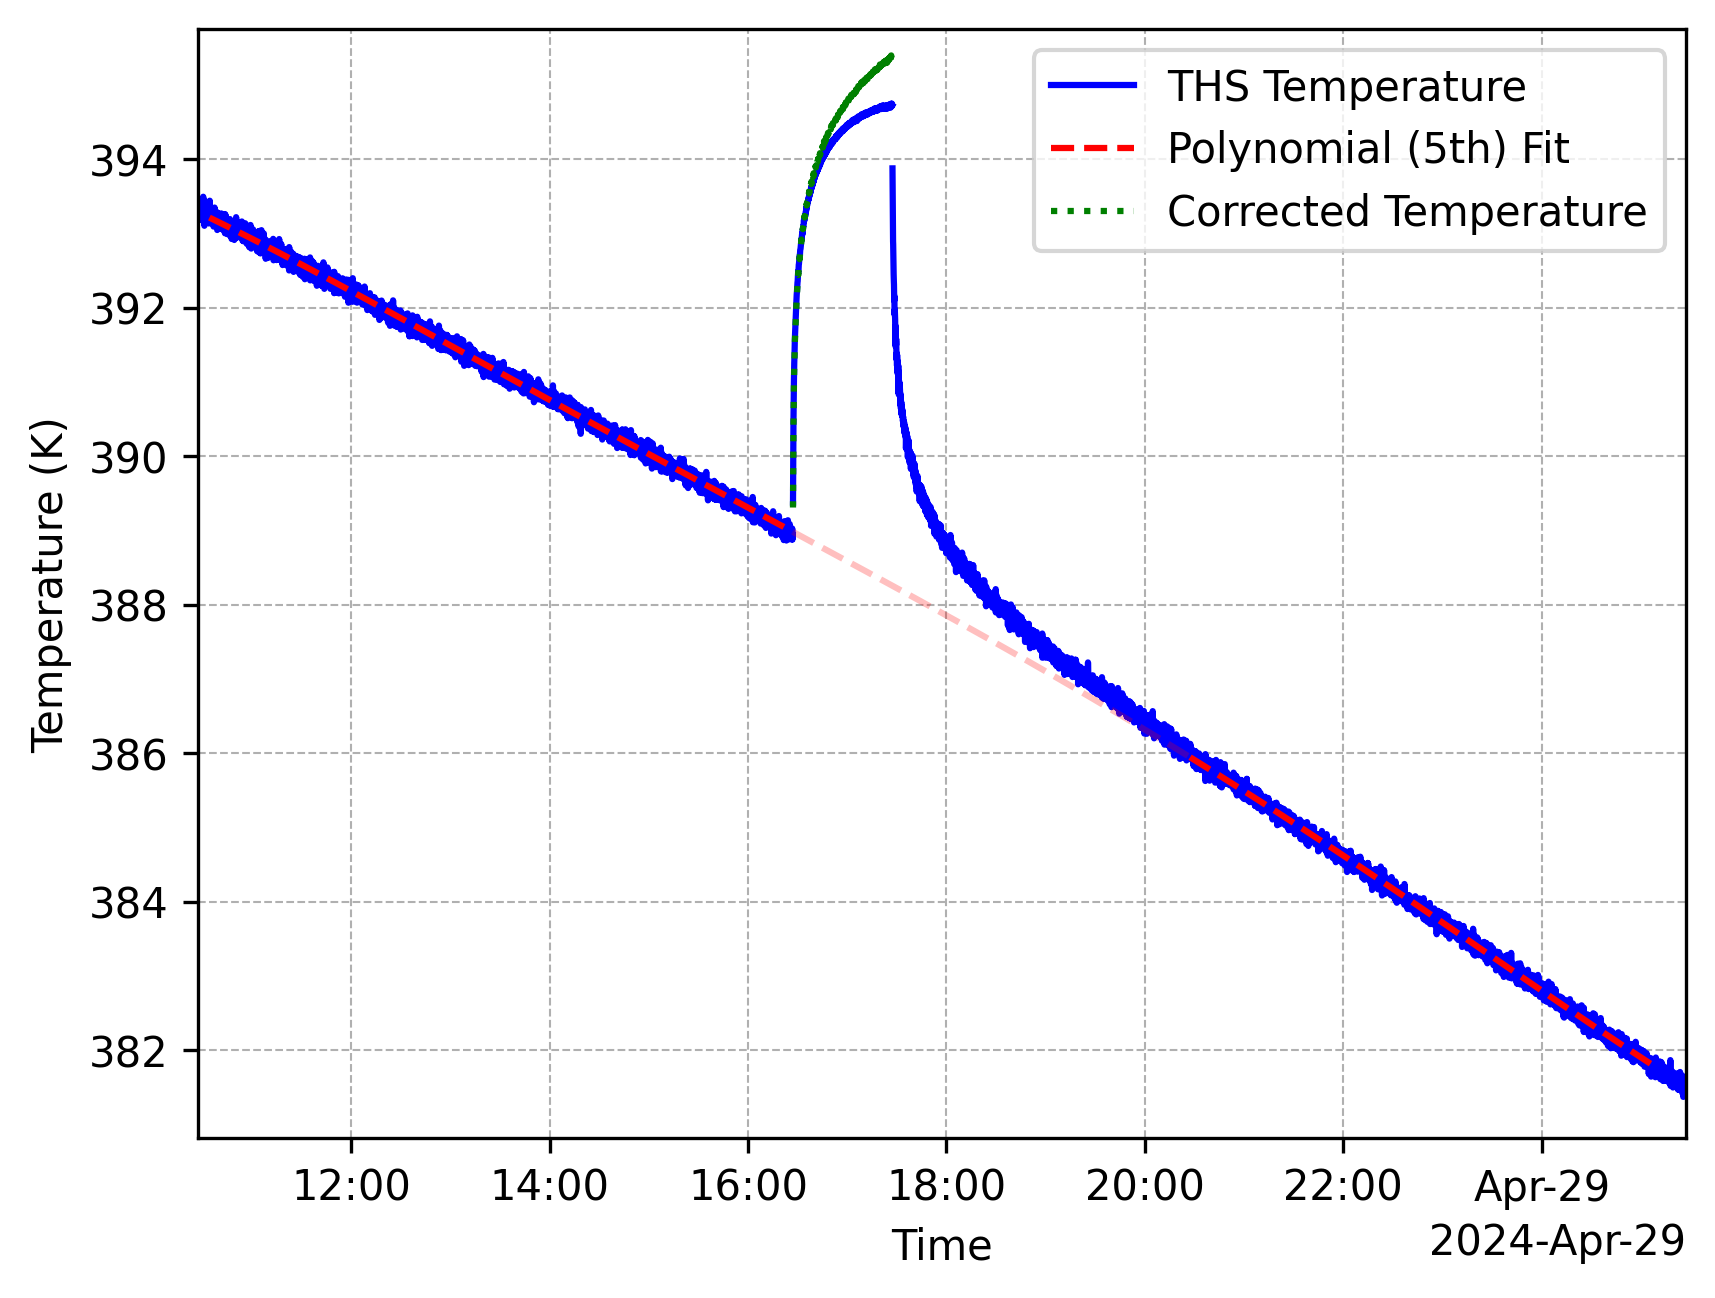 THS Temperature
Polynomial (5th) Fit
Corrected Temperature
394
392
390
388
386
384
382
Temperature (K)
12:00 14:00 16:00 18:00 20:00 22:00 Apr-29
Time
2024-Apr-29